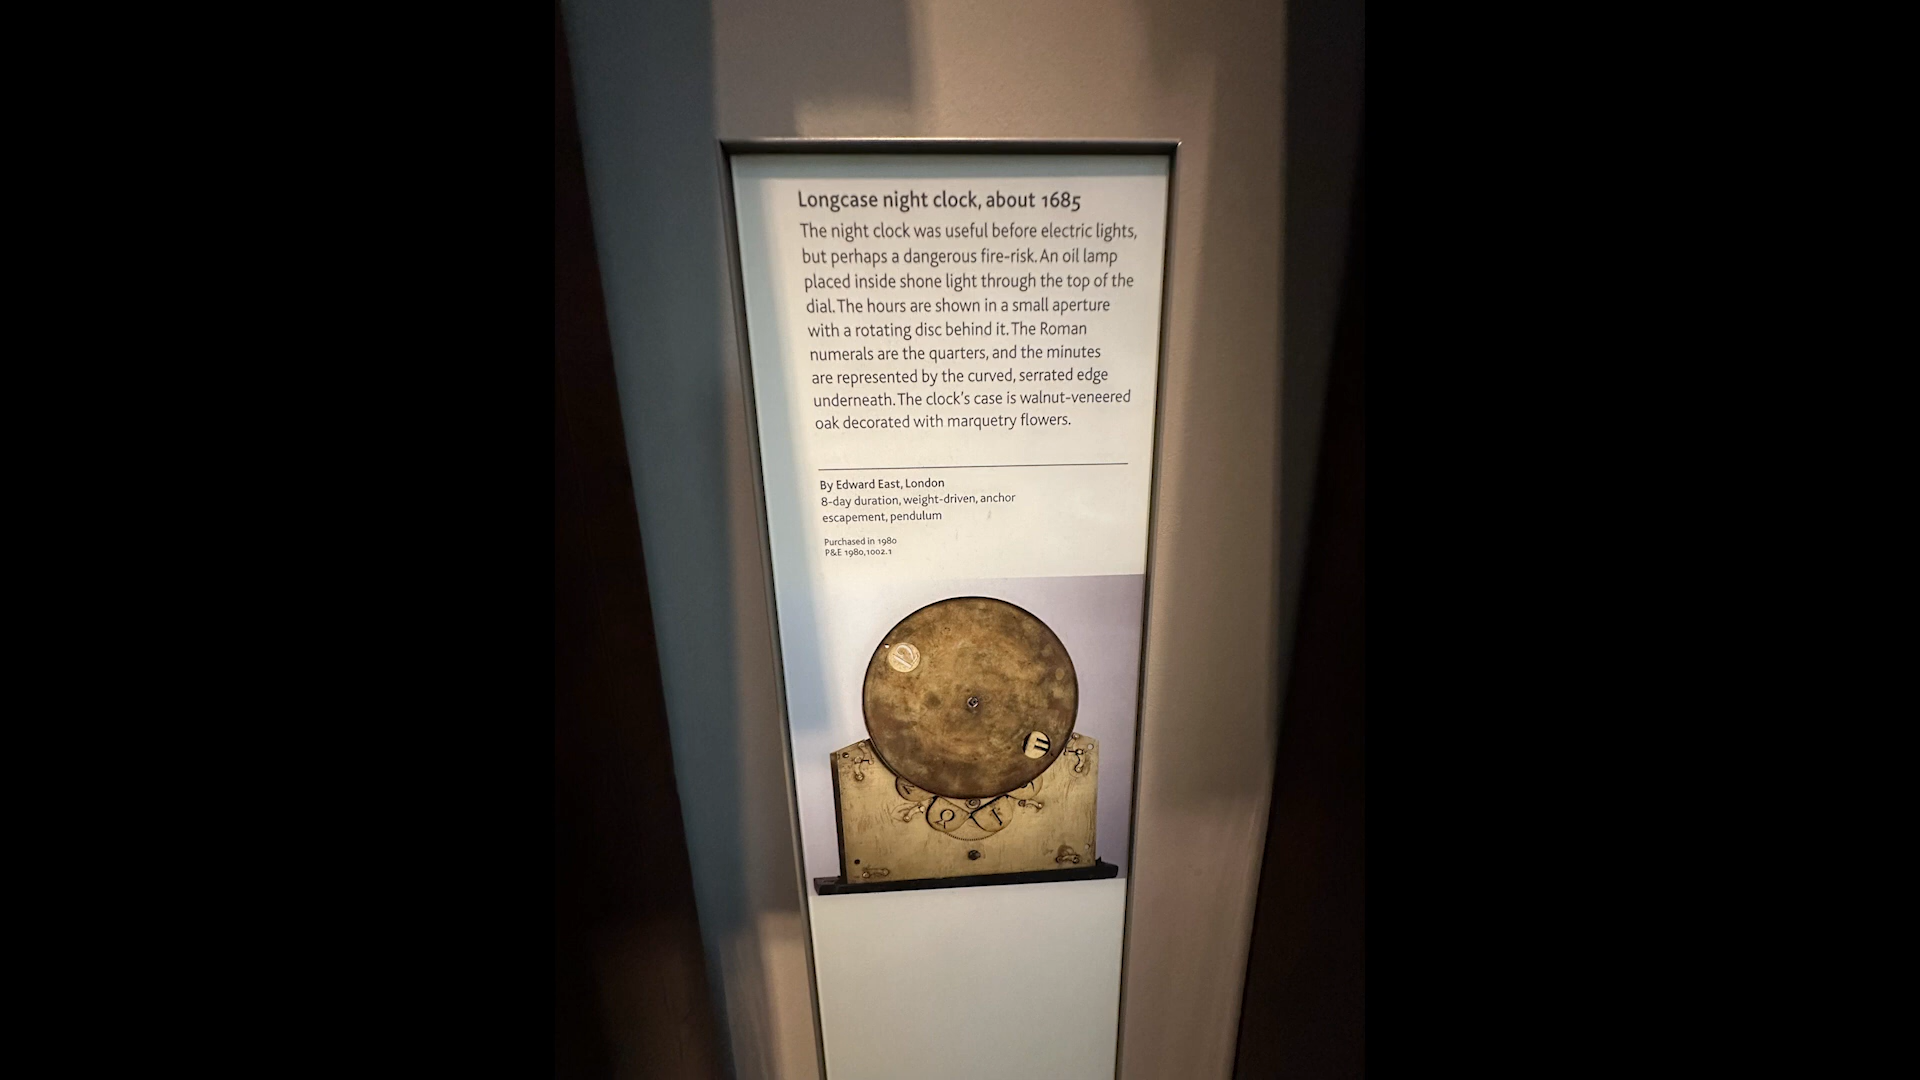 Longcase night clock, about 1685
The night clock was useful before electric lights,
but perhaps a dangerous fire-risk. An oil lamp
placed inside shone light through the top of the
dial. The hours are shown in a small aperture
with a rotating disc behind it. The Roman
numerals are the quarters, and the minutes
are represented by the curved, serrated edge
underneath. The clock's case is walnut-veneered
oak decorated with marquetry flowers.
By Edward East, London
8-day duration, weight-driven, anchor
escapement, pendulum
Purchased in 1980
P&E 1980,1002.1
12